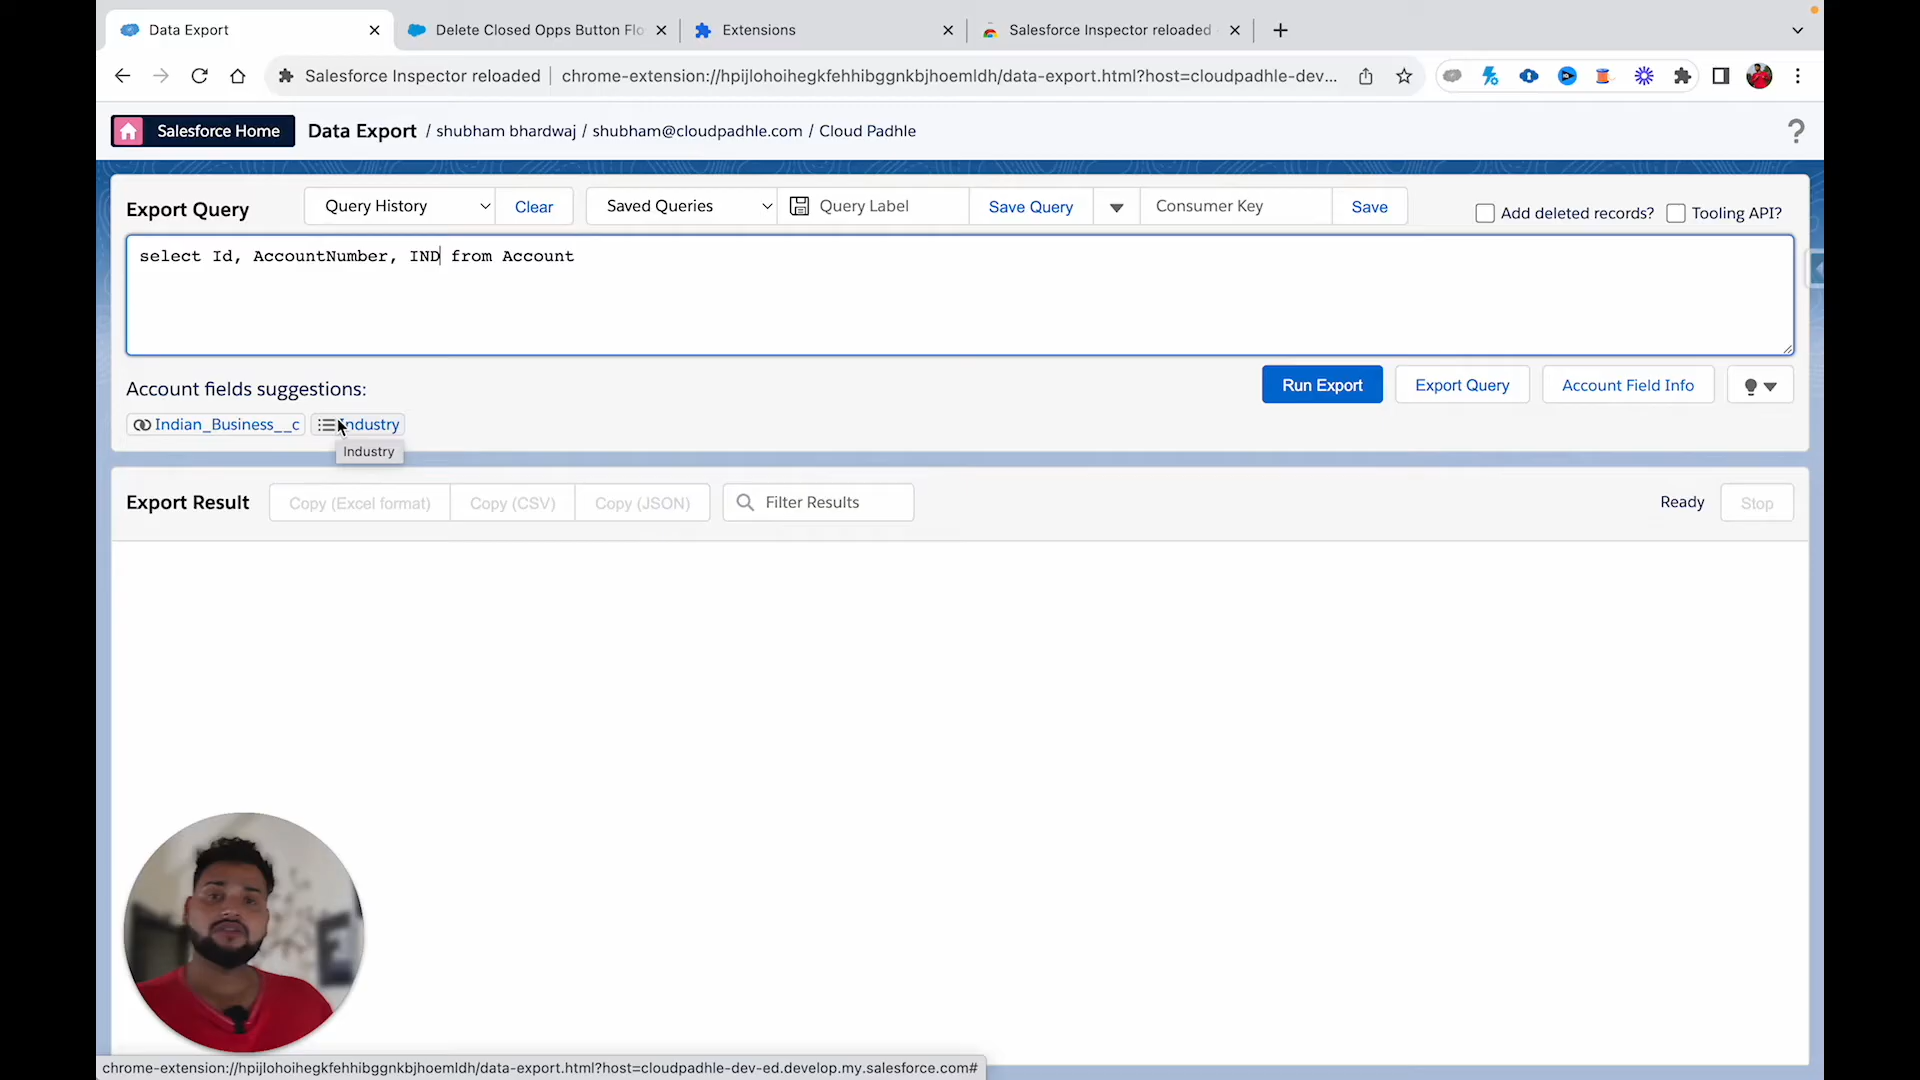 Data Export
Delete Closed Opps Button Flo
Extensions
Salesforce Inspector reloaded
Salesforce Inspector reloaded
chrome-extension://hpijlohoihegkfehhibggnkbjhoemldh/data-export.html?host=cloudpadhle-dev...
Salesforce Home
Data Export / shubham bhardwaj / shubham@cloudpadhle.com / Cloud Padhle
?
Export Query
Query History
Clear
Saved Queries
Query Label
Save Query
Consumer Key
Save
Add deleted records?
Tooling API?
select Id, AccountNumber, IND from Account
Account fields suggestions:
Run Export
Export Query
Account Field Info
Indian_Business__c
Industry
Industry
Export Result
Copy (Excel format)
Copy (CSV)
Copy (JSON)
Filter Results
Ready
Stop
chrome-extension://hpijlohoihegkfehhibggnkbjhoemldh/data-export.html?host=cloudpadhle-dev-ed.develop.my.salesforce.com#